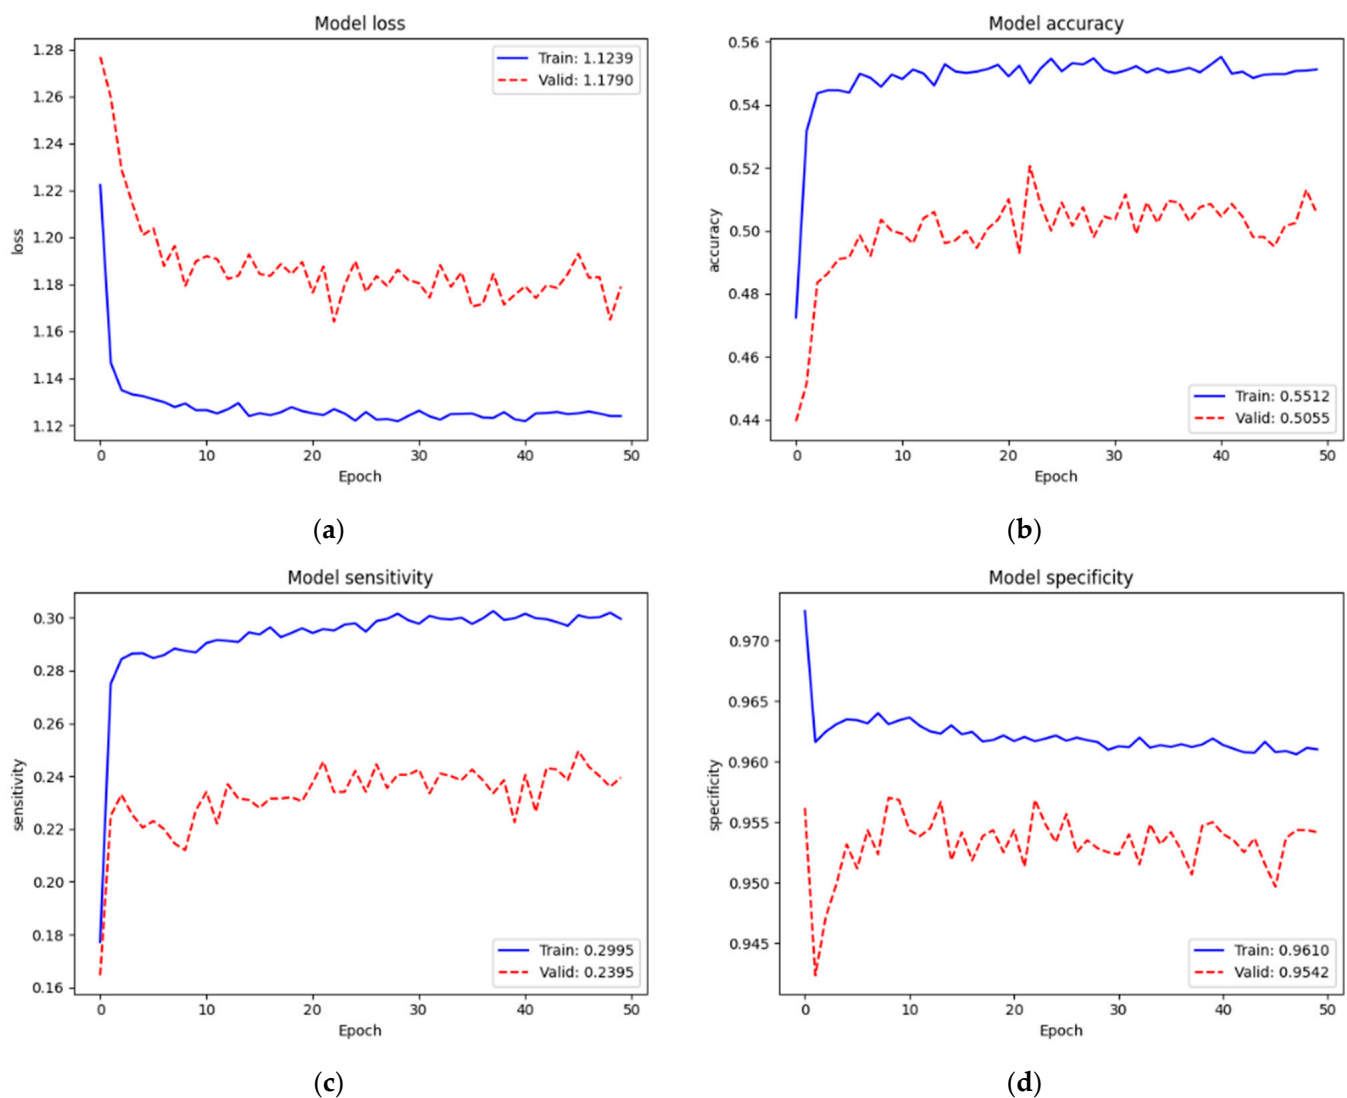 Model loss
1.28
1.26
1.24
1.22
1.20
1.18
1.16
1.14
1.12
loss
Train: 1.1239
Valid: 1.1790
0 10 20 30 40 50
Epoch
(a)
Model accuracy
0.56
0.54
0.52
0.50
0.48
0.46
0.44
accuracy
Train: 0.5512
Valid: 0.5055
0 10 20 30 40 50
Epoch
(b)
Model sensitivity
0.30
0.28
0.26
0.24
0.22
0.20
0.18
0.16
sensitivity
Train: 0.2995
Valid: 0.2395
0 10 20 30 40 50
Epoch
(c)
Model specificity
0.970
0.965
0.960
0.955
0.950
0.945
specificity
Train: 0.9610
Valid: 0.9542
0 10 20 30 40 50
Epoch
(d)